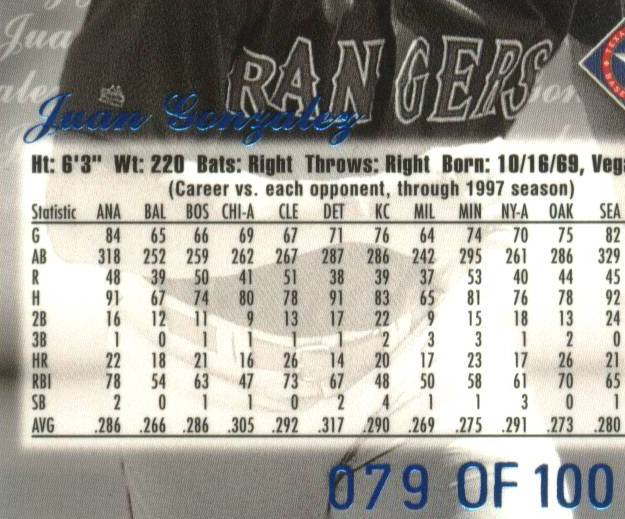 Jua
alez
RANGERS
TEXA
BASE
Juan Gonzalez
Ht: 6'3" Wt: 220 Bats: Right Throws: Right Born: 10/16/69, Vega
(Career vs. each opponent, through 1997 season)
Statistic ANA BAL BOS CHI-A CLE DET KC MIL MIN NY-A OAK SEA
G 84 65 66 69 67 71 76 64 74 70 75 82
AB 318 252 259 262 267 287 286 242 295 261 286 329
R 48 39 50 41 51 38 39 37 53 40 44 45
H 91 67 74 80 78 91 83 65 81 76 78 92
2B 16 12 11 9 13 17 22 9 15 18 13 24
3B 1 0 1 1 1 1 2 3 3 1 2 0
HR 22 18 21 16 26 14 20 17 23 17 26 21
RBI 78 54 63 47 73 67 48 50 58 61 70 65
SB 2 0 1 1 0 2 4 1 1 3 0 1
AVG .286 .266 .286 .305 .292 .317 .290 .269 .275 .291 .273 .280
079 OF 100